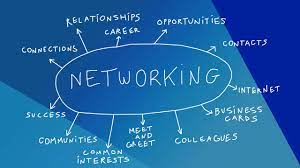 RELATIONSHIPS
CAREER
OPPORTUNITIES
CONNECTIONS
CONTACTS
NETWORKING
INTERNET
SUCCESS
BUSINESS
CARDS
COMMUNITIES
MEET
AND
GREET
COLLEAGUES
COMMON
INTERESTS